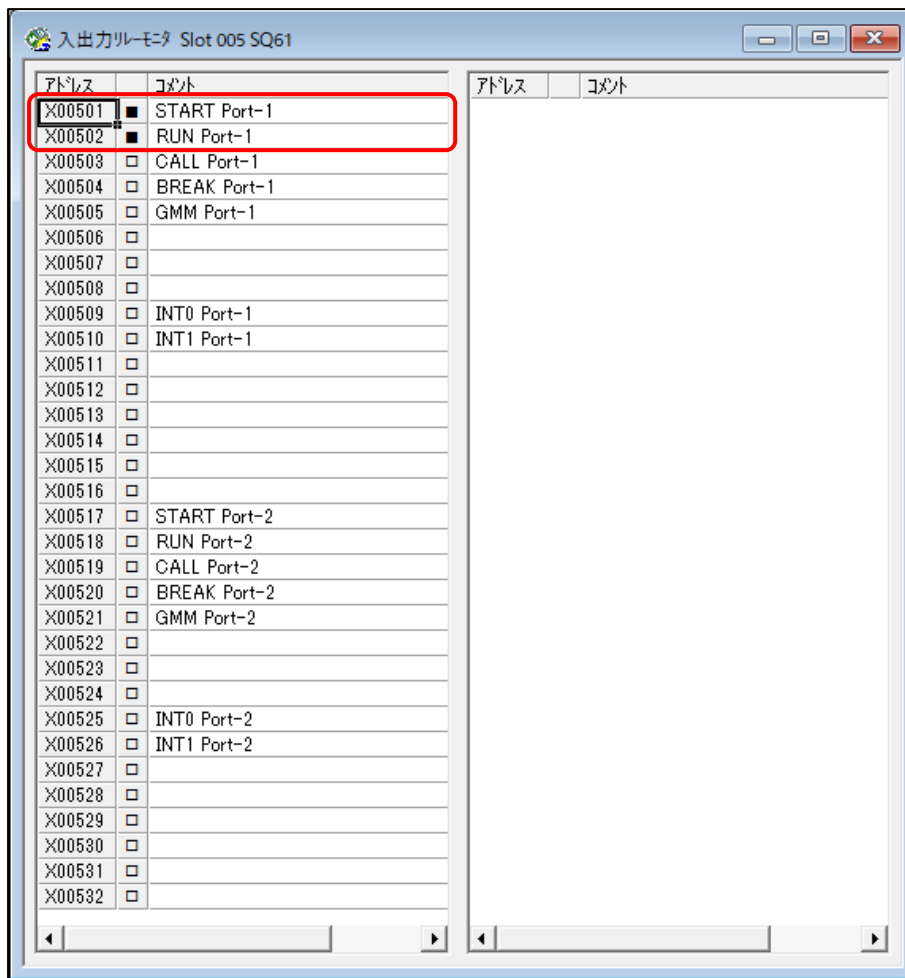 入出力ﾘﾚｰﾓﾆﾀ Slot 005 SQ61
ｱﾄﾞﾚｽ ｺﾒﾝﾄ ｱﾄﾞﾚｽ ｺﾒﾝﾄ
X00501 ■ START Port-1
X00502 ■ RUN Port-1
X00503 □ CALL Port-1
X00504 □ BREAK Port-1
X00505 □ GMM Port-1
X00506 □
X00507 □
X00508 □
X00509 □ INT0 Port-1
X00510 □ INT1 Port-1
X00511 □
X00512 □
X00513 □
X00514 □
X00515 □
X00516 □
X00517 □ START Port-2
X00518 □ RUN Port-2
X00519 □ CALL Port-2
X00520 □ BREAK Port-2
X00521 □ GMM Port-2
X00522 □
X00523 □
X00524 □
X00525 □ INT0 Port-2
X00526 □ INT1 Port-2
X00527 □
X00528 □
X00529 □
X00530 □
X00531 □
X00532 □